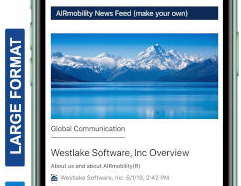 LARGE FORMAT
AIRmobility News Feed (make your own)
Global Communication
Westlake Software, Inc Overview
About us and about AIRmobility(R)
Westlake Software, Inc 6/1/19, 2:42 PM